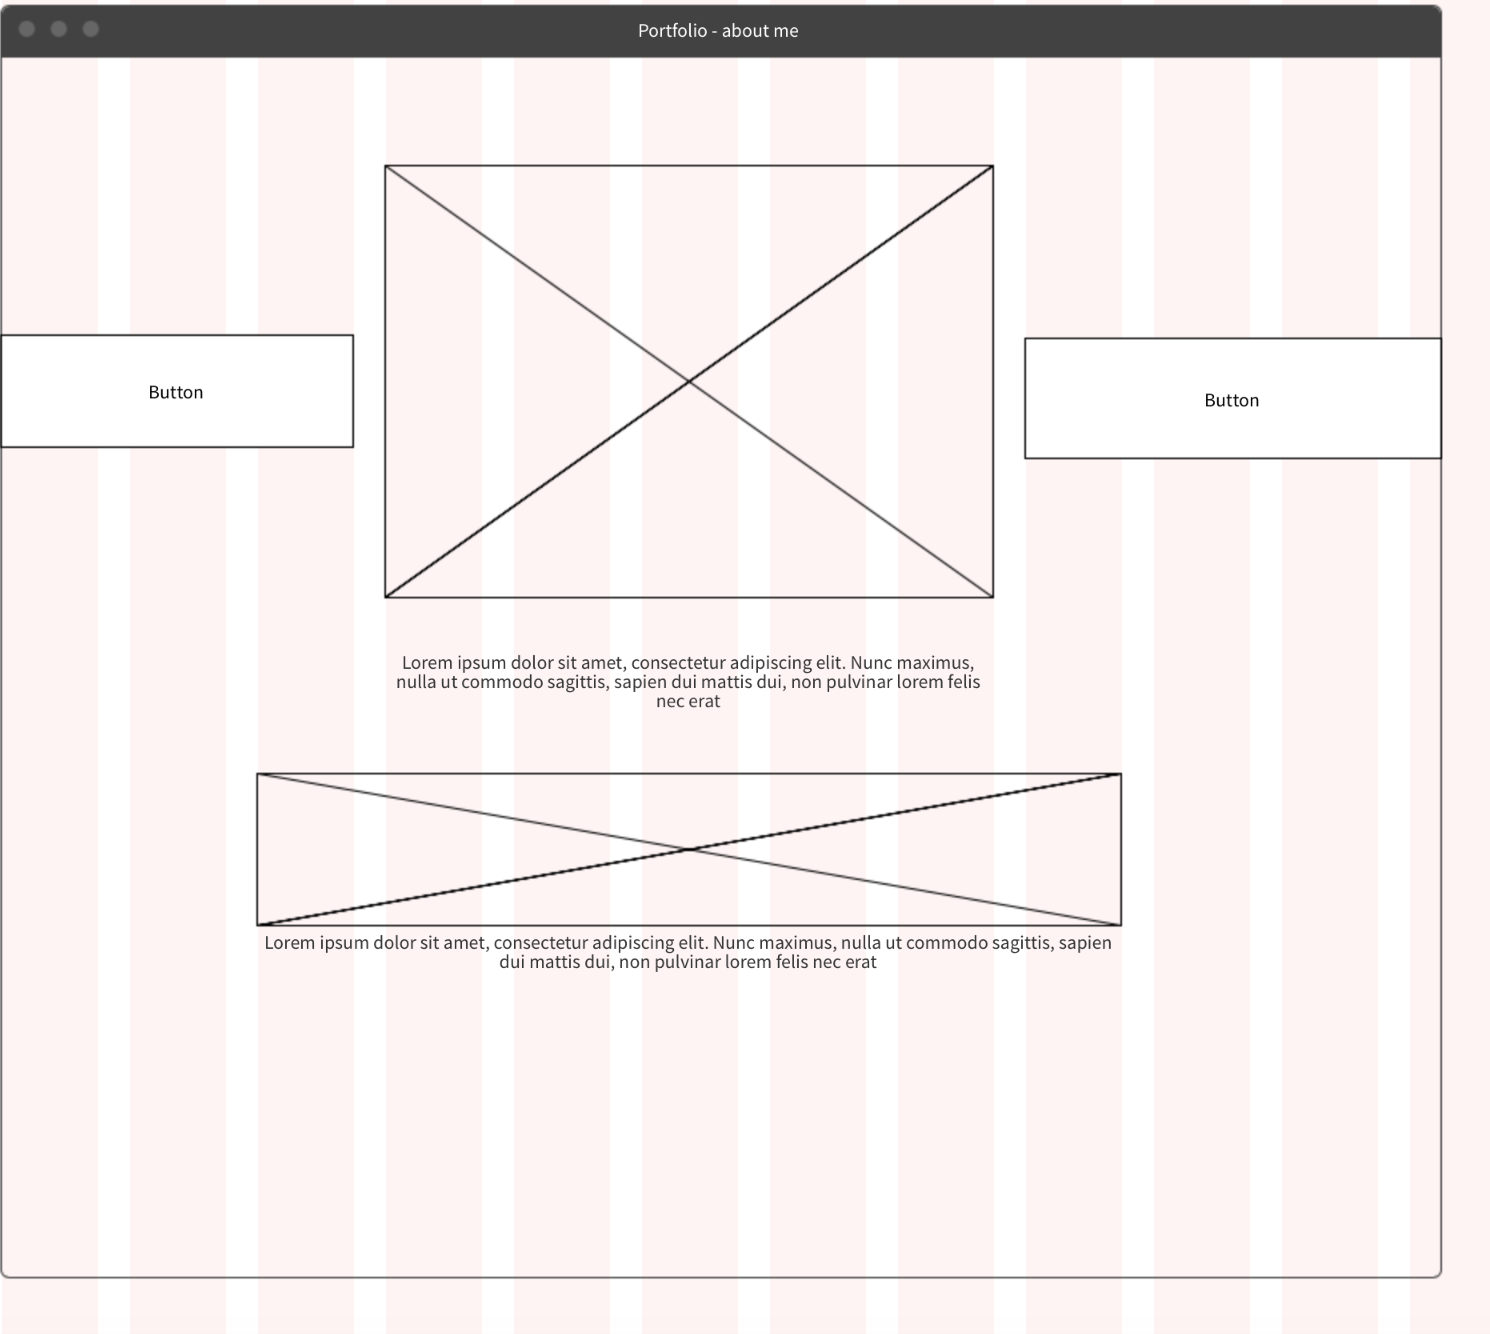 Portfolio - about me
Button
Button
Lorem ipsum dolor sit amet, consectetur adipiscing elit. Nunc maximus,
nulla ut commodo sagittis, sapien dui mattis dui, non pulvinar lorem felis
nec erat
Lorem ipsum dolor sit amet, consectetur adipiscing elit. Nunc maximus, nulla ut commodo sagittis, sapien
dui mattis dui, non pulvinar lorem felis nec erat